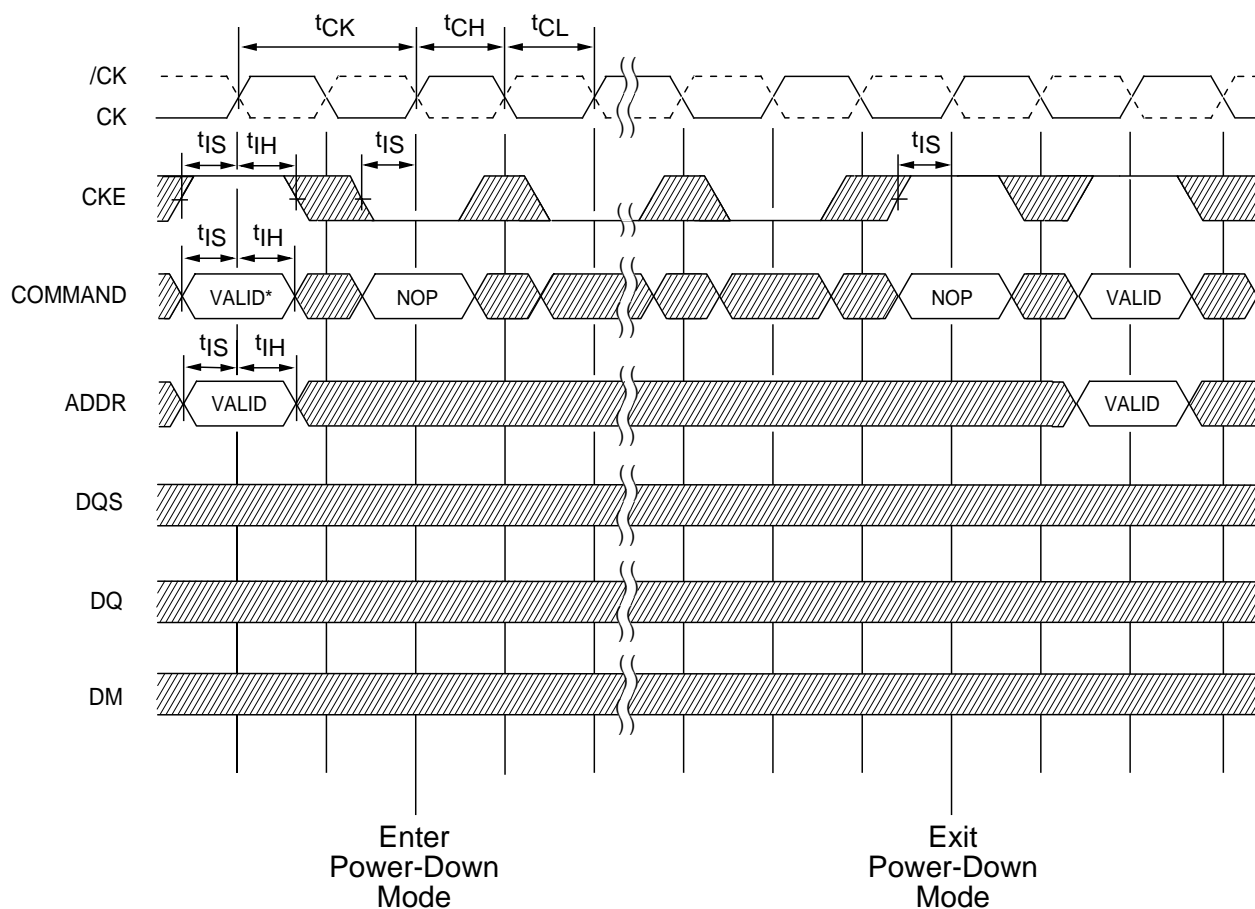 tCK tCH tCL
/CK
CK
tIS tIH tIS tIS
CKE
tIS tIH
COMMAND VALID* NOP NOP VALID
tIS tIH
ADDR VALID VALID
DQS
DQ
DM
Enter
Power-Down
Mode
Exit
Power-Down
Mode